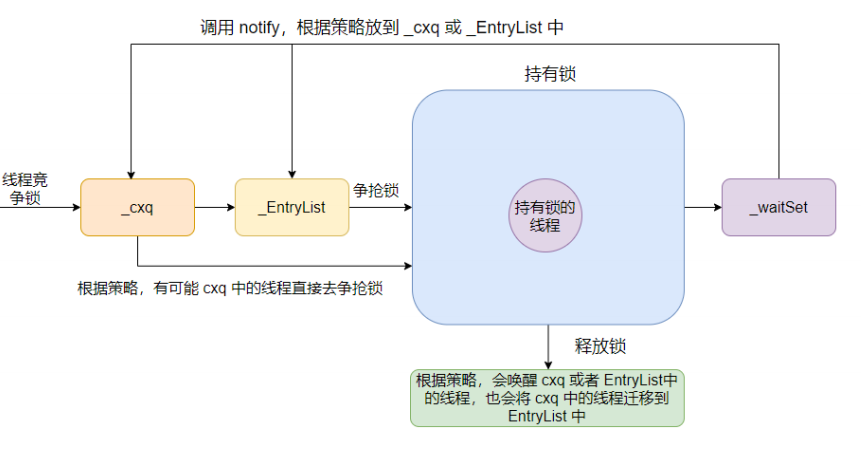 调用 notify，根据策略放到 _cxq 或 _EntryList 中
持有锁
线程竞
争锁
_cxq
_EntryList
争抢锁
持有锁的
线程
_waitSet
根据策略，有可能 cxq 中的线程直接去争抢锁
释放锁
根据策略，会唤醒 cxq 或者 EntryList中
的线程，也会将 cxq 中的线程迁移到
EntryList 中